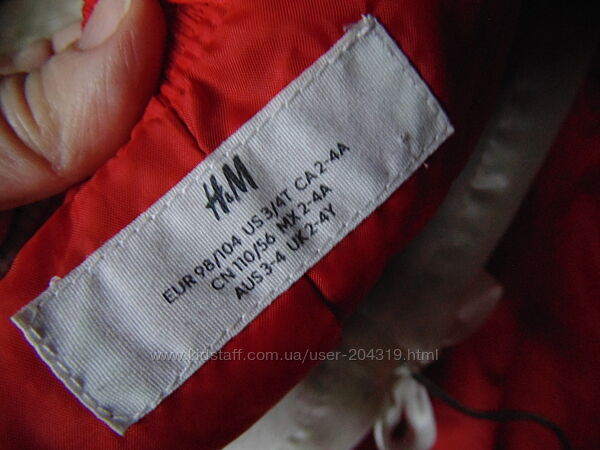 H&M
EUR 98/104 US 3/4T CA 2-4A
CN 110/56 MX 2-4A
AUS 3-4 UK 2-4Y
www.kidstaff.com.ua/user-204319.html